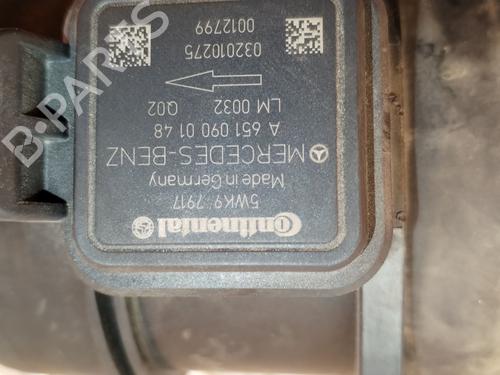 Continental
5WK9 7917
Made in Germany
MERCEDES-BENZ
A 651 090 01 48
LM 0032 Q02
032010275
0012799
B-PARTS